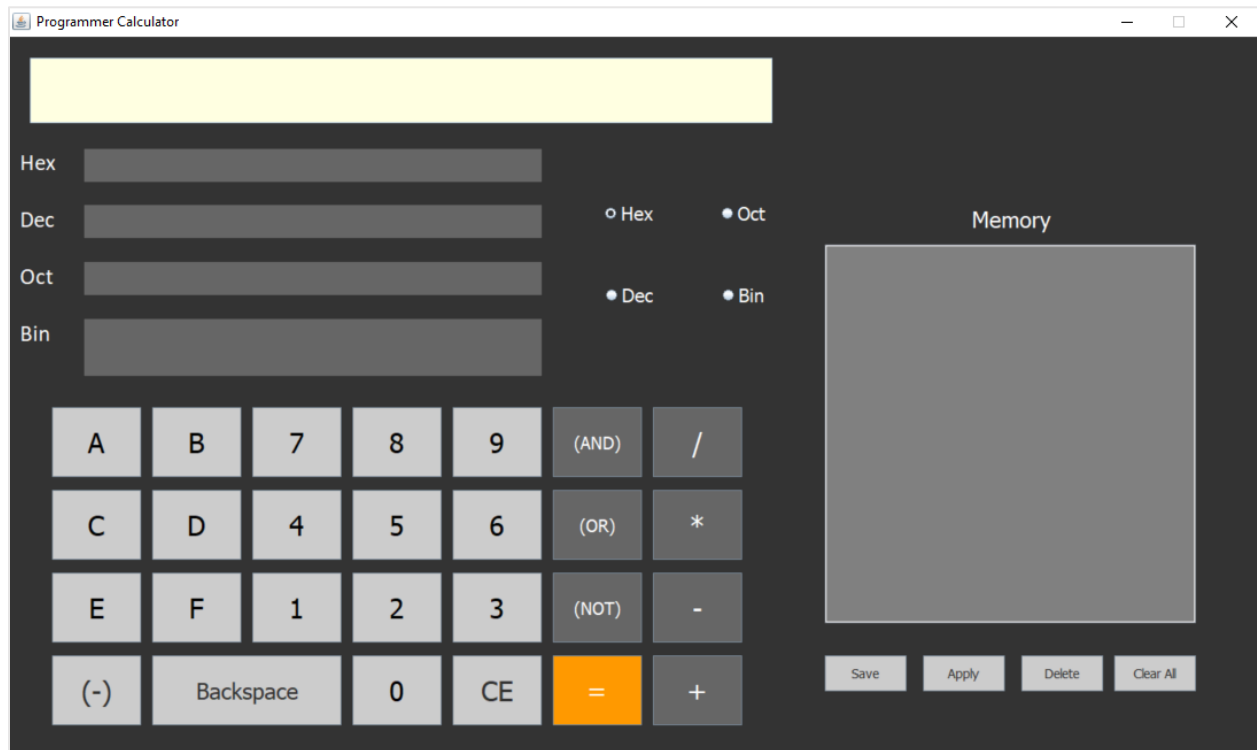 Programmer Calculator
Hex
Dec
Oct
Bin
Hex Oct
Dec Bin
Memory
A B 7 8 9 (AND) /
C D 4 5 6 (OR) *
E F 1 2 3 (NOT) -
(-) Backspace 0 CE = +
Save Apply Delete Clear All